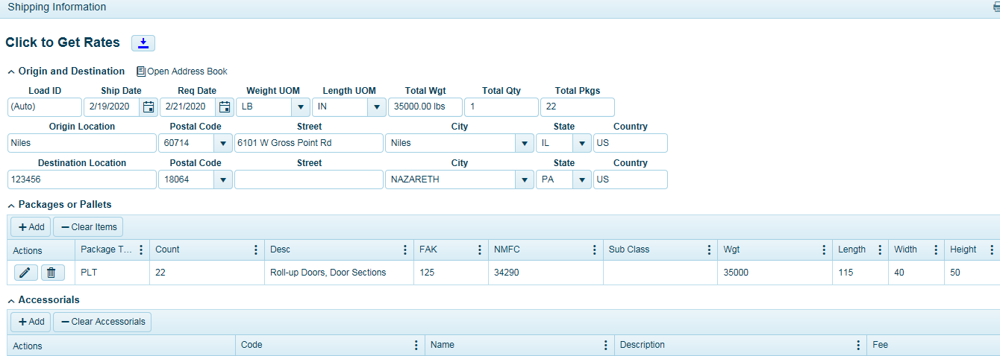 Shipping Information
Click to Get Rates
Origin and Destination Open Address Book
Load ID Ship Date Req Date Weight UOM Length UOM Total Wgt Total Qty Total Pkgs
(Auto) 2/19/2020 2/21/2020 LB IN 35000.00 lbs 1 22
Origin Location Postal Code Street City State Country
Niles 60714 6101 W Gross Point Rd Niles IL US
Destination Location Postal Code Street City State Country
123456 18064 NAZARETH PA US
Packages or Pallets
Add Clear Items
Actions Package T... Count Desc FAK NMFC Sub Class Wgt Length Width Height
PLT 22 Roll-up Doors, Door Sections 125 34290 35000 115 40 50
Accessorials
Add Clear Accessorials
Actions Code Name Description Fee